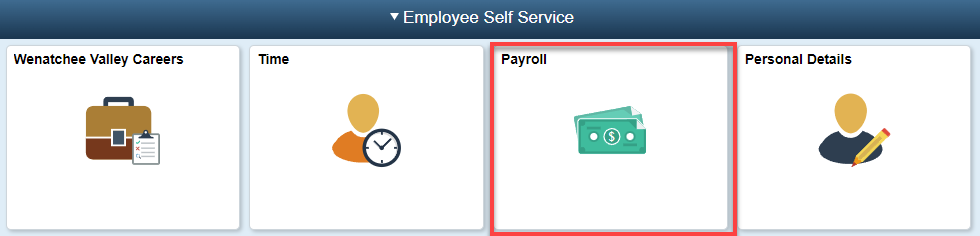 Employee Self Service
Wenatchee Valley Careers
Time
Payroll
Personal Details
$